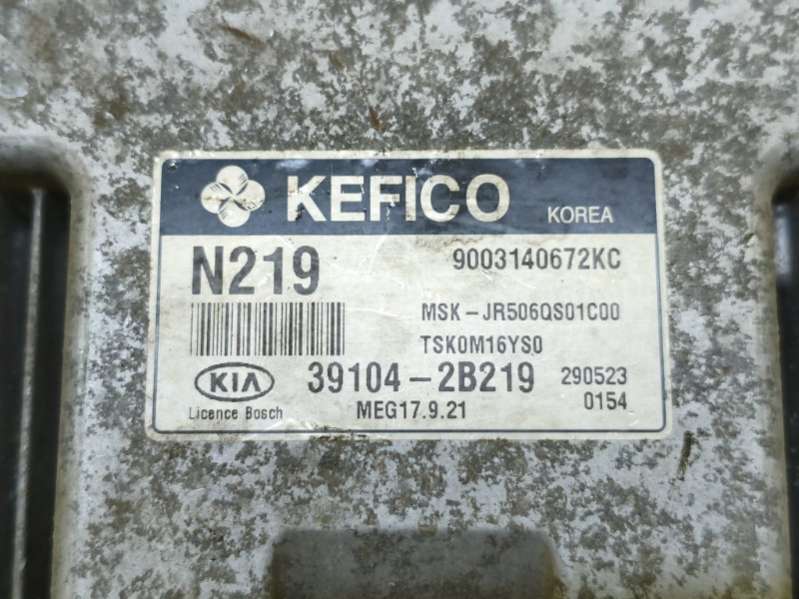 KEFICO KOREA
N219 9003140672KC
MSK-JR506QS01C00
TSK0M16YS0
KIA 39104-2B219 290523
Licence Bosch MEG17.9.21 0154